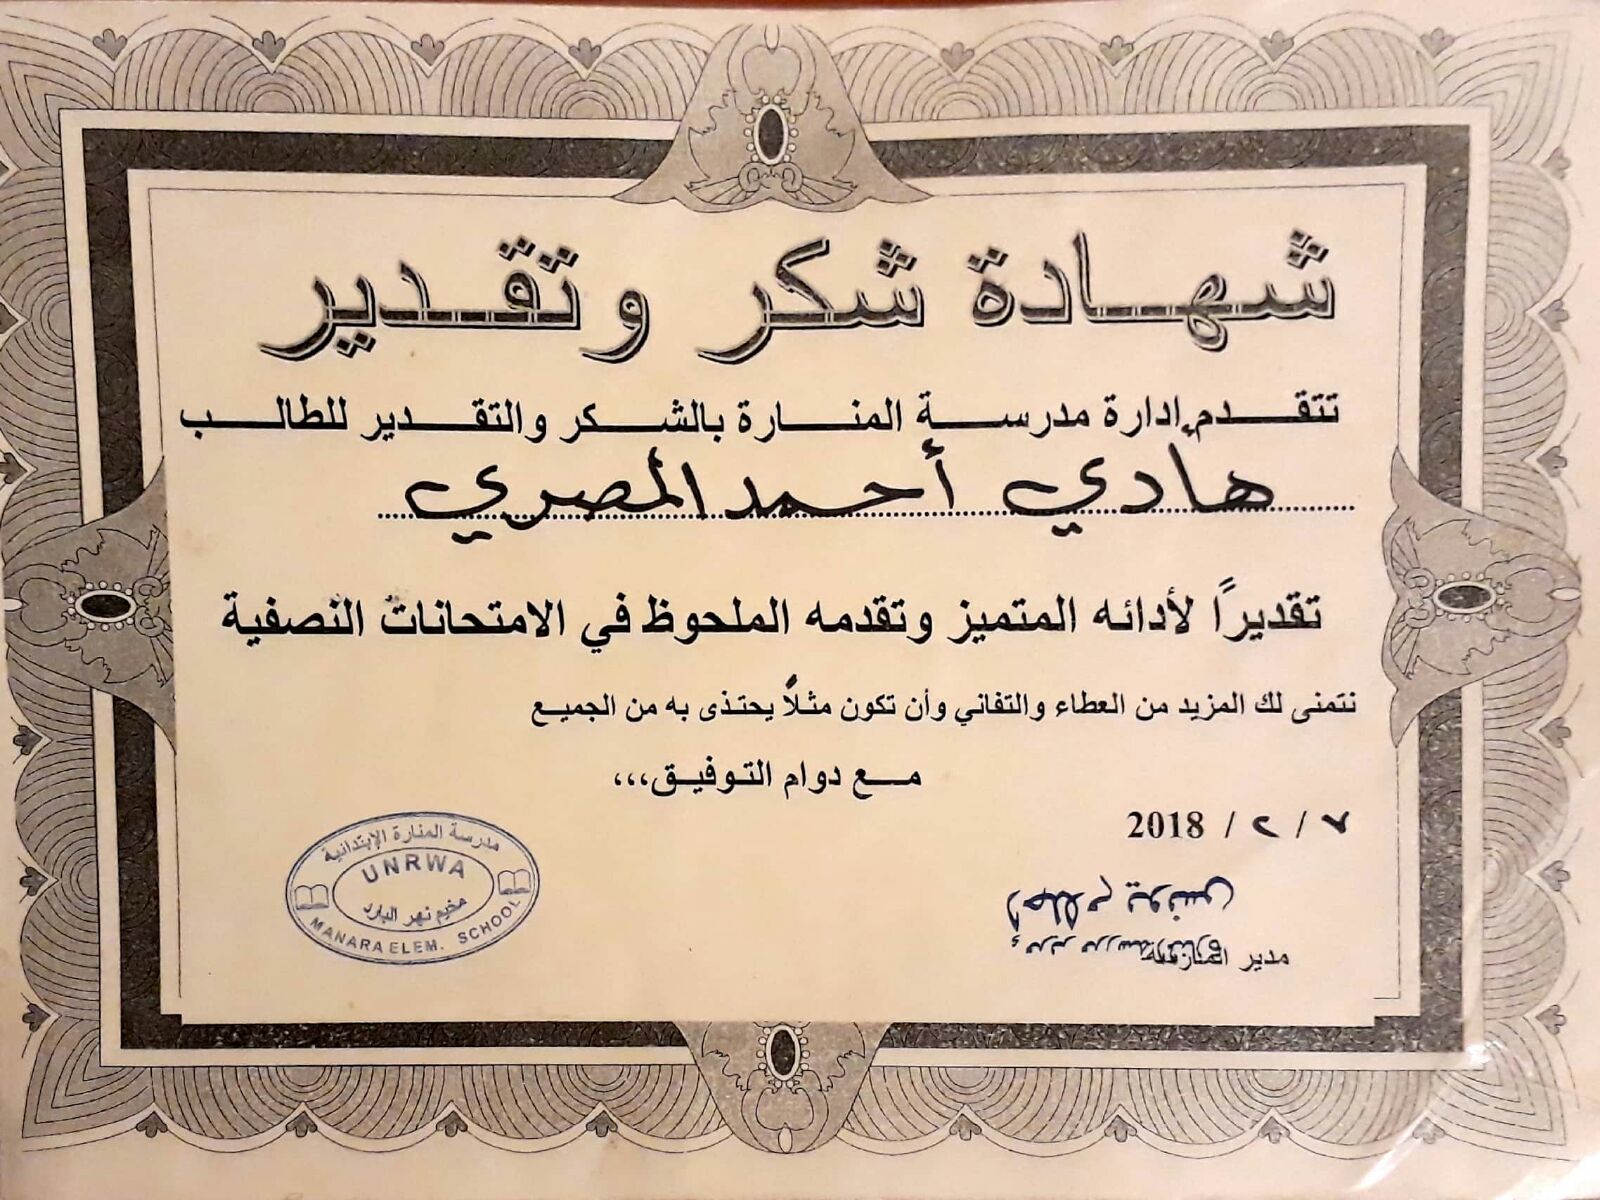 شهادة شكر وتقدير
تتقدم إدارة مدرسة المنارة بالشكر والتقدير للطالب
هادي أحمد المصري
تقديرًا لأدائه المتميز وتقدمه الملحوظ في الامتحانات النصفية
نتمنى لك المزيد من العطاء والتفاني وأن تكون مثلاً يحتذى به من الجميع
مع دوام التوفيق،،،
٨ / ٢ / 2018
مدير
مدرسة المنارة الإبتدائية
UNRWA
مخيم نهر البارد
MANARA ELEM. SCHOOL